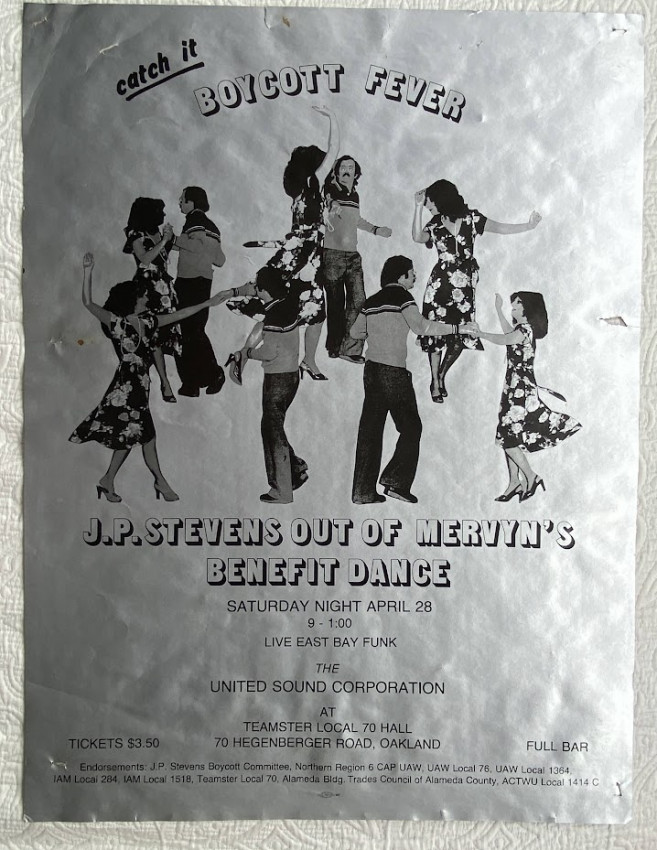 catch it
BOYCOTT FEVER
J.P. STEVENS OUT OF MERVYN'S
BENEFIT DANCE
SATURDAY NIGHT APRIL 28
9 - 1:00
LIVE EAST BAY FUNK
THE
UNITED SOUND CORPORATION
AT
TEAMSTER LOCAL 70 HALL
TICKETS $3.50 70 HEGENBERGER ROAD, OAKLAND FULL BAR
Endorsements: J.P. Stevens Boycott Committee, Northern Region 6 CAP UAW, UAW Local 76, UAW Local 1364,
IAM Local 284, IAM Local 1518, Teamster Local 70, Alameda Bldg. Trades Council of Alameda County, ACTWU Local 1414 C